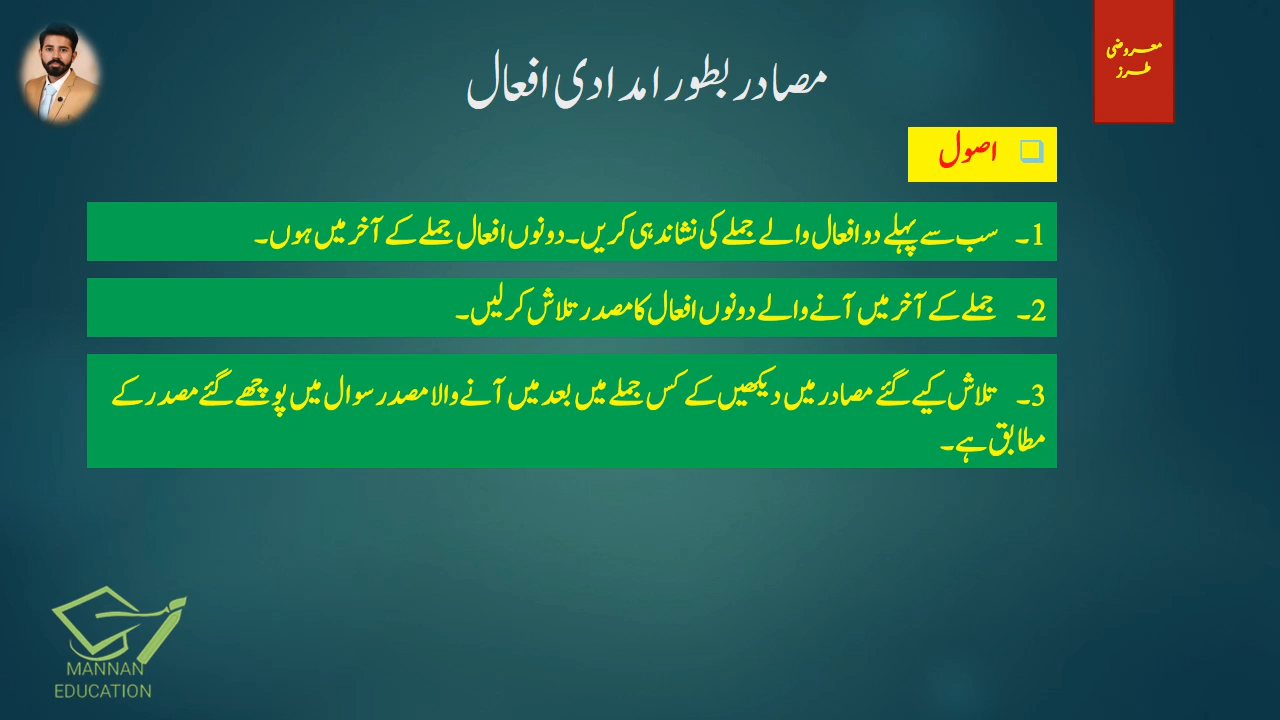 معروضی
طرز
مصادر بطور امدادی افعال
اصول
1۔ سب سے پہلے دو افعال والے جملے کی نشاندہی کریں۔ دونوں افعال جملے کے آخر میں ہوں۔
2۔ جملے کے آخر میں آنے والے دونوں افعال کا مصدر تلاش کر لیں۔
3۔ تلاش کیے گئے مصادر میں دیکھیں کے کس جملے میں بعد میں آنے والا مصدر سوال میں پوچھے گئے مصدر کے
مطابق ہے۔
MANNAN
EDUCATION